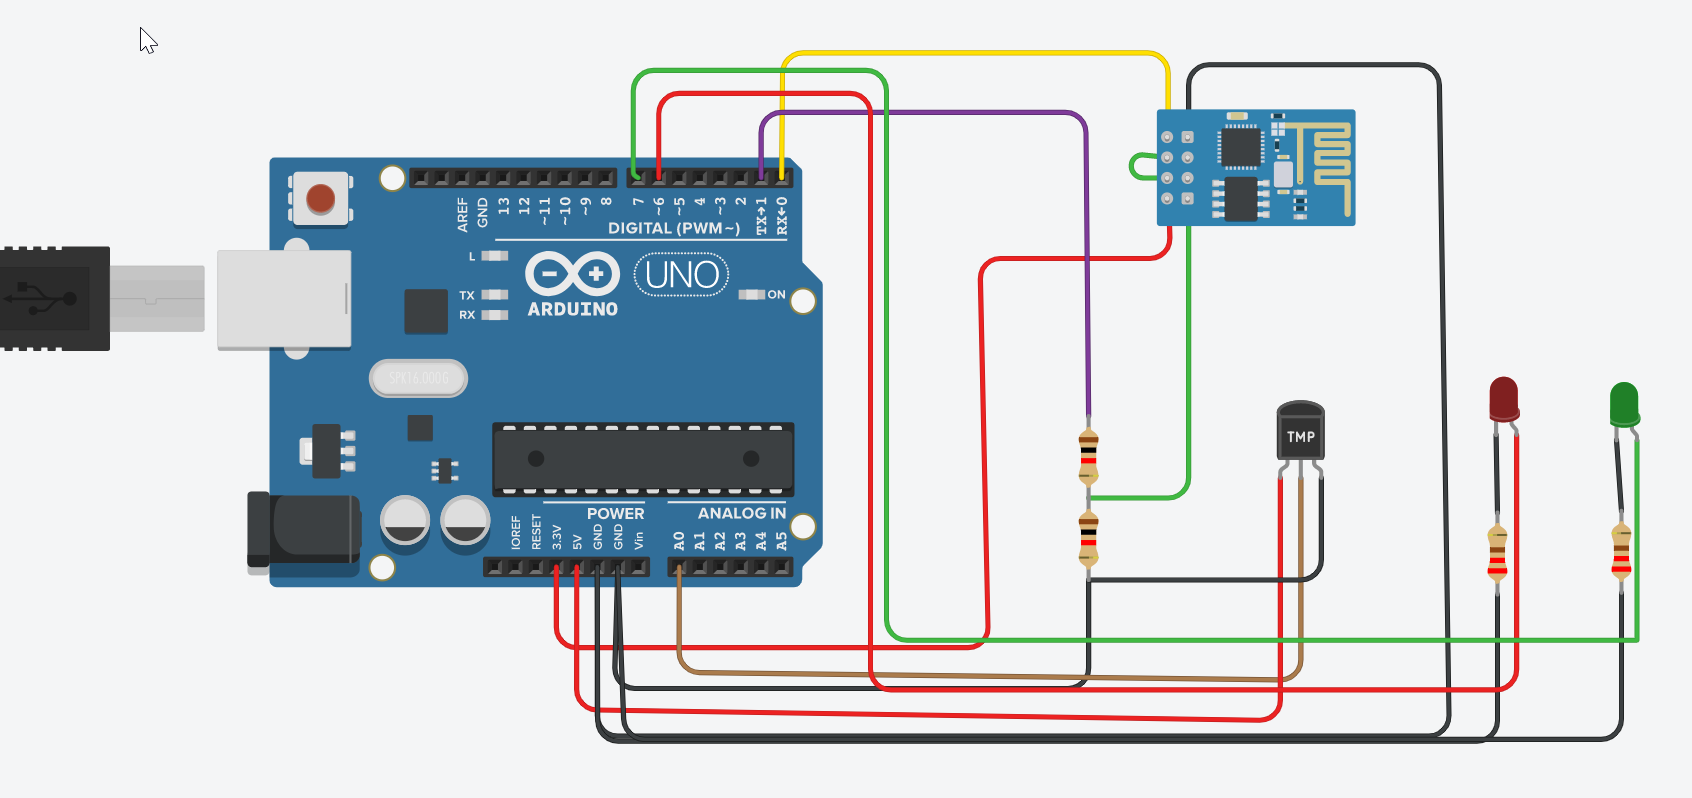 AREF
GND
13
12
~11
~10
~9
8
7
~6
~5
4
~3
2
TX→1
RX←0
DIGITAL (PWM~)
L
TX
RX
UNO
ARDUINO
ON
SPK16.000G
TMP
POWER
ANALOG IN
IOREF
RESET
3.3V
5V
GND
GND
Vin
A0
A1
A2
A3
A4
A5